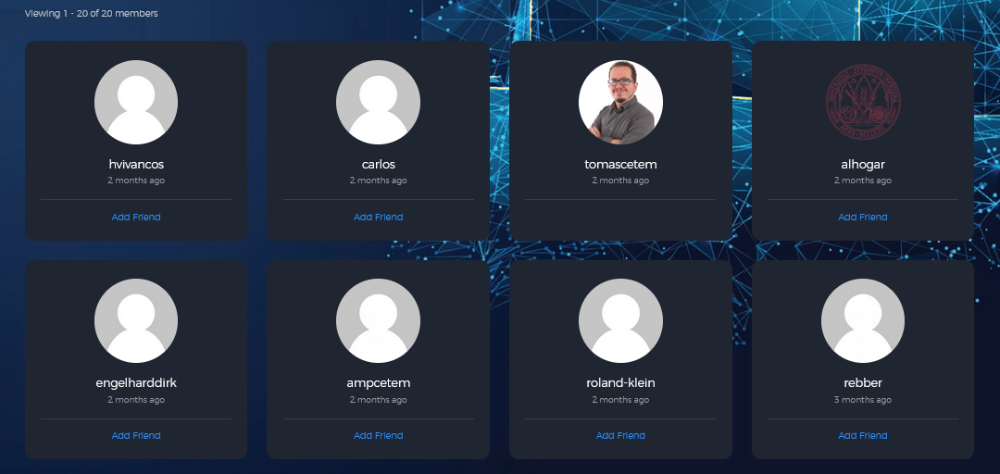 Viewing 1 - 20 of 20 members
hvivancos
2 months ago
Add Friend
carlos
2 months ago
Add Friend
tomascetem
2 months ago
alhogar
2 months ago
Add Friend
engelharddirk
2 months ago
Add Friend
ampcetem
2 months ago
Add Friend
roland-klein
2 months ago
Add Friend
rebber
3 months ago
Add Friend